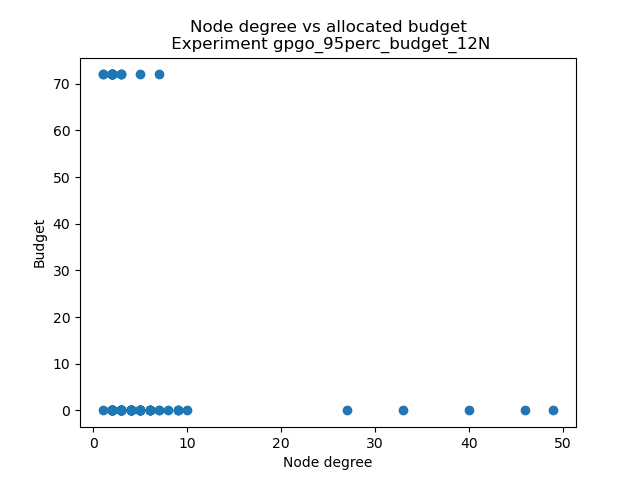 Node degree vs allocated budget
Experiment gpgo_95perc_budget_12N
70
60
50
40
30
20
10
0
Budget
0 10 20 30 40 50
Node degree